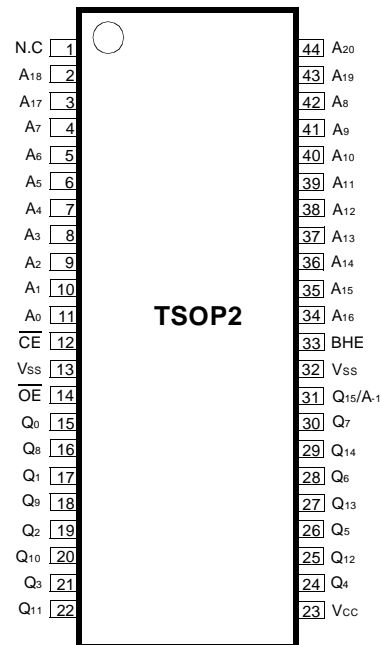 N.C 1 44 A20
A18 2 43 A19
A17 3 42 A8
A7 4 41 A9
A6 5 40 A10
A5 6 39 A11
A4 7 38 A12
A3 8 37 A13
A2 9 36 A14
A1 10 35 A15
A0 11 TSOP2 34 A16
CE 12 33 BHE
VSS 13 32 VSS
OE 14 31 Q15/A-1
Q0 15 30 Q7
Q8 16 29 Q14
Q1 17 28 Q6
Q9 18 27 Q13
Q2 19 26 Q5
Q10 20 25 Q12
Q3 21 24 Q4
Q11 22 23 VCC